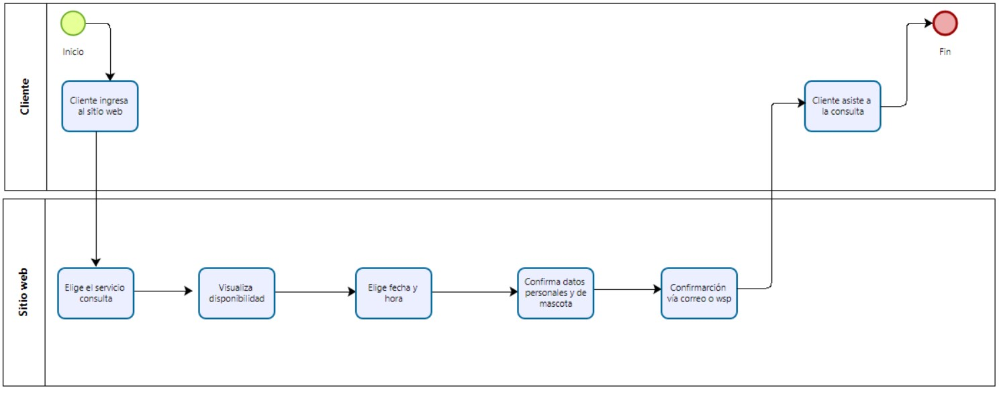 Cliente
Inicio
Fin
Cliente ingresa
al sitio web
Cliente asiste a
la consulta
Sitio web
Elige el servicio
consulta
Visualiza
disponibilidad
Elige fecha y
hora
Confirma datos
personales y de
mascota
Confirmarción
vía correo o wsp